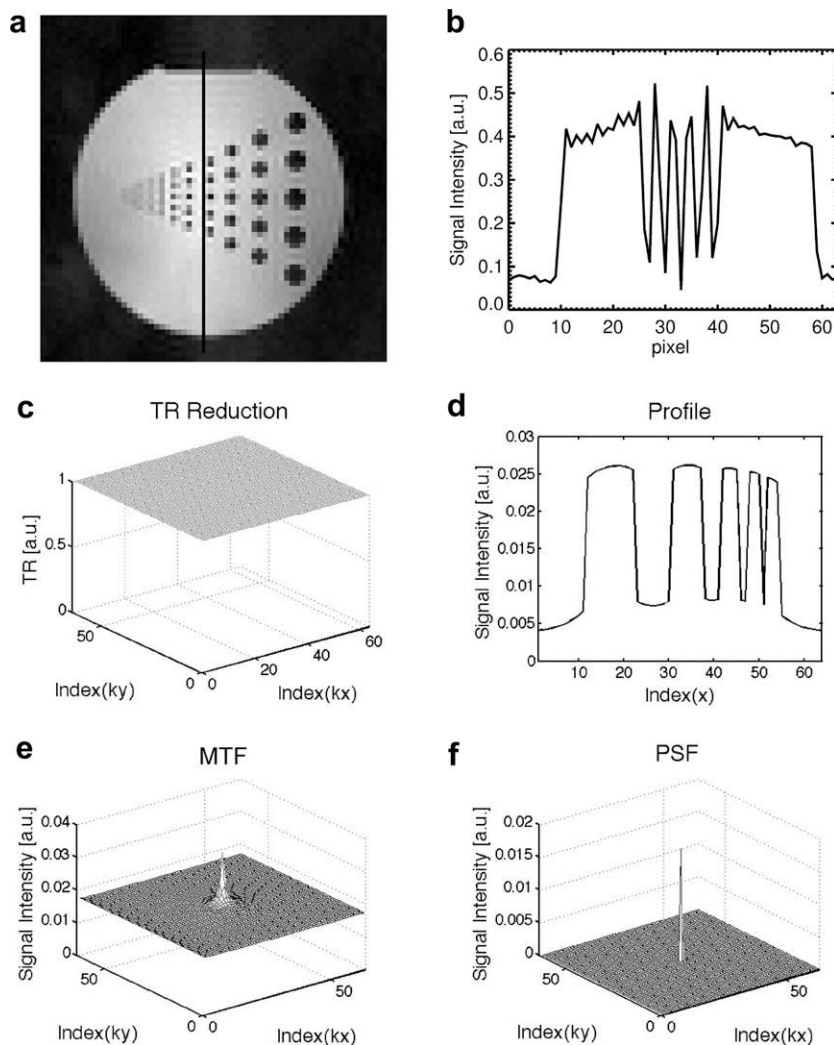 a
b
0.6
0.5
0.4
0.3
0.2
0.1
0.0
Signal Intensity [a.u.]
0 10 20 30 40 50 60
pixel
c
TR Reduction
1
0.5
0
TR [a.u.]
50
0
0
20
40
60
Index(ky)
Index(kx)
d
Profile
0.03
0.025
0.02
0.015
0.01
0.005
0
Signal Intensity [a.u.]
10 20 30 40 50 60
Index(x)
e
MTF
0.04
0.03
0.02
0.01
0
Signal Intensity [a.u.]
50
0
0
50
Index(ky)
Index(kx)
f
PSF
0.02
0.015
0.01
0.005
0
Signal Intensity [a.u.]
50
0
0
50
Index(ky)
Index(kx)